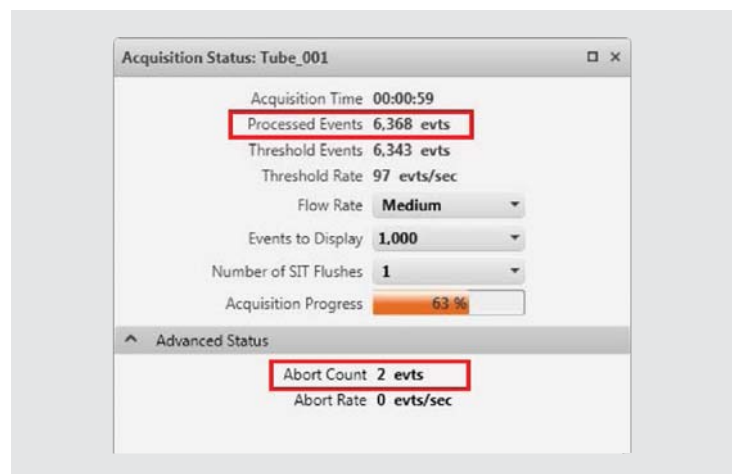 Acquisition Status: Tube_001
Acquisition Time 00:00:59
Processed Events 6,368 evts
Threshold Events 6,343 evts
Threshold Rate 97 evts/sec
Flow Rate Medium
Events to Display 1,000
Number of SIT Flushes 1
Acquisition Progress 63 %
Advanced Status
Abort Count 2 evts
Abort Rate 0 evts/sec